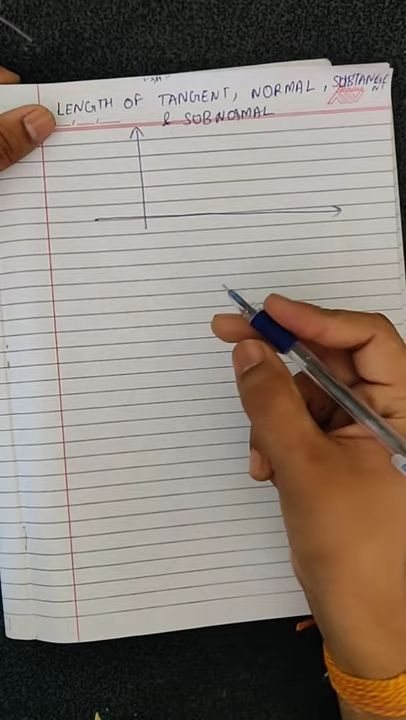 LENGTH OF TANGENT, NORMAL, SUBTANGENT
& SUBNORMAL